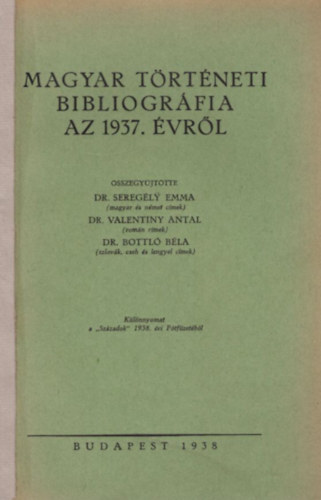 MAGYAR TÖRTÉNETI
BIBLIOGRÁFIA
AZ 1937. ÉVRŐL
ÖSSZEGYŰJTÖTTE
DR. SEREGÉLY EMMA
(magyar és német címek)
DR. VALENTINY ANTAL
(román címek)
DR. BOTTLÓ BÉLA
(szlovák, cseh és lengyel címek)
Különnyomat
a „Századok" 1938. évi Pótfüzetéből
BUDAPEST 1938